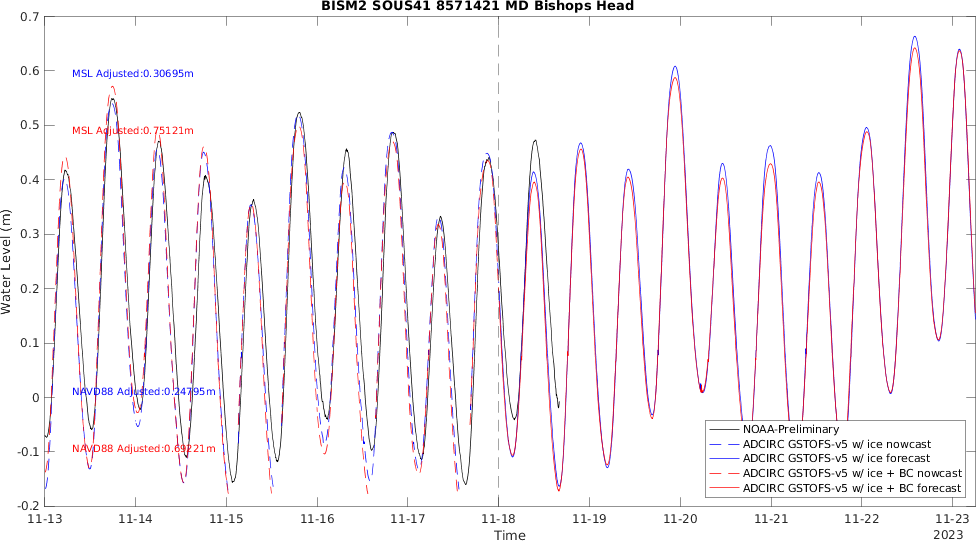 BISM2 SOUS41 8571421 MD Bishops Head
0.7
0.6
0.5
0.4
0.3
0.2
0.1
0
-0.1
-0.2
Water Level (m)
MSL Adjusted:0.30695m
MSL Adjusted:0.75121m
NAVD88 Adjusted:0.24795m
NAVD88 Adjusted:0.69221m
NOAA-Preliminary
ADCIRC GSTOFS-v5 w/ ice nowcast
ADCIRC GSTOFS-v5 w/ ice forecast
ADCIRC GSTOFS-v5 w/ ice + BC nowcast
ADCIRC GSTOFS-v5 w/ ice + BC forecast
11-13 11-14 11-15 11-16 11-17 11-18 11-19 11-20 11-21 11-22 11-23
Time 2023